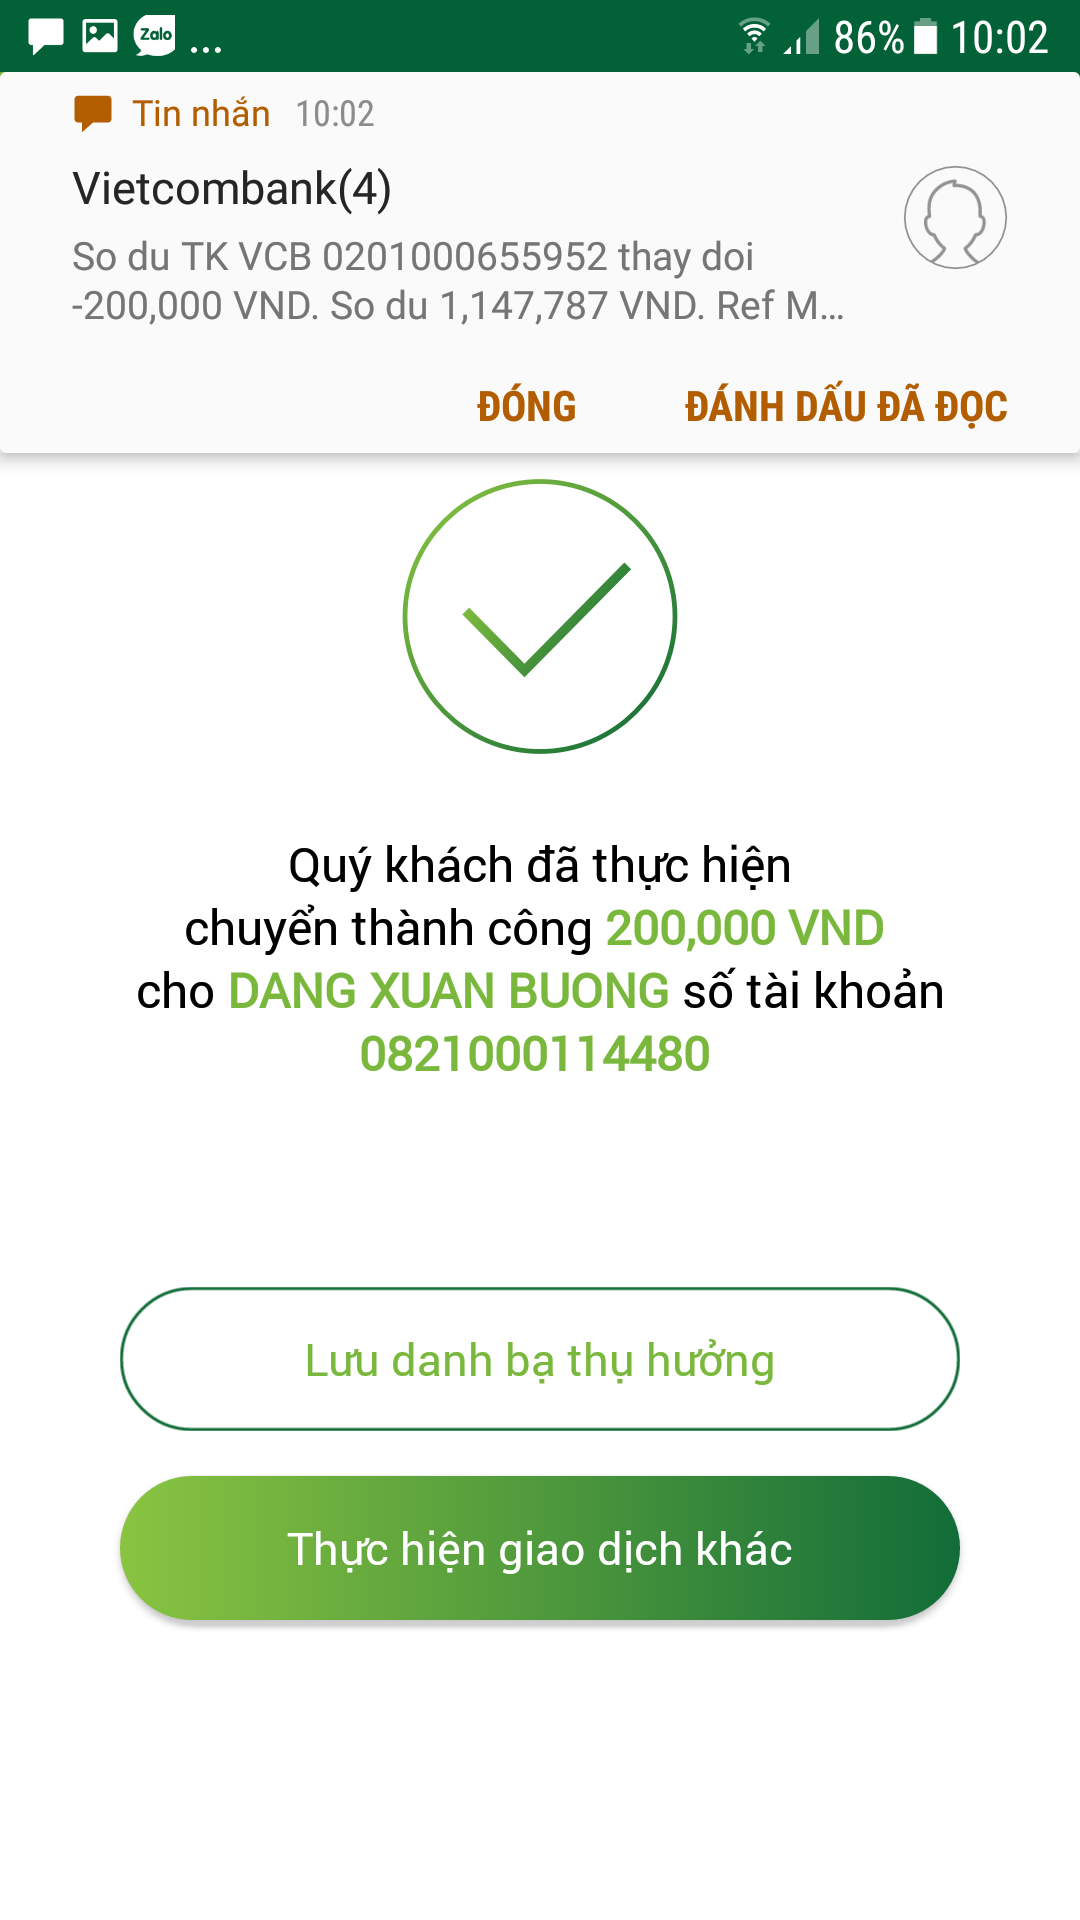 Zalo ... 86% 10:02
Tin nhắn 10:02
Vietcombank(4)
So du TK VCB 0201000655952 thay doi
-200,000 VND. So du 1,147,787 VND. Ref M...
ĐÓNG ĐÁNH DẤU ĐÃ ĐỌC
Quý khách đã thực hiện
chuyển thành công 200,000 VND
cho DANG XUAN BUONG số tài khoản
0821000114480
Lưu danh bạ thụ hưởng
Thực hiện giao dịch khác